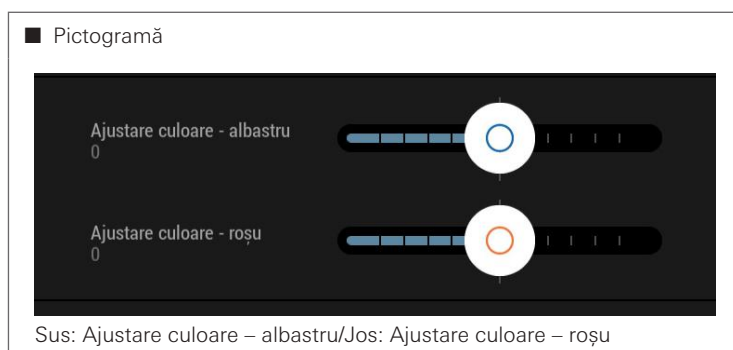 ■ Pictogramă
Ajustare culoare - albastru
0
Ajustare culoare - roșu
0
Sus: Ajustare culoare – albastru/Jos: Ajustare culoare – roșu